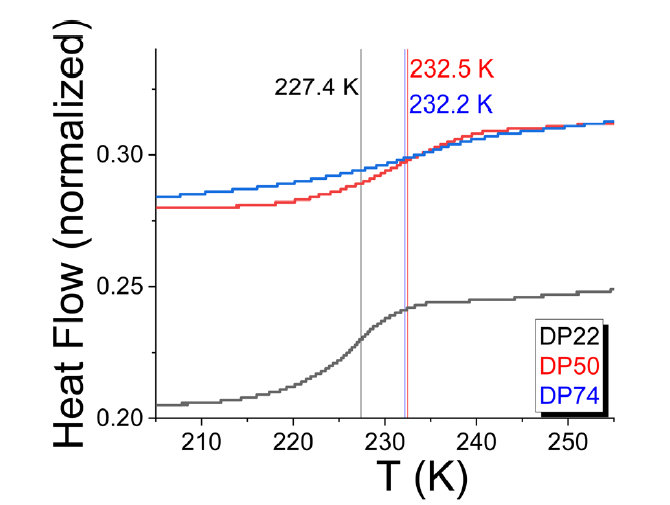 Heat Flow (normalized)
0.30
0.25
0.20
227.4 K
232.5 K
232.2 K
DP22
DP50
DP74
210
220
230
240
250
T (K)